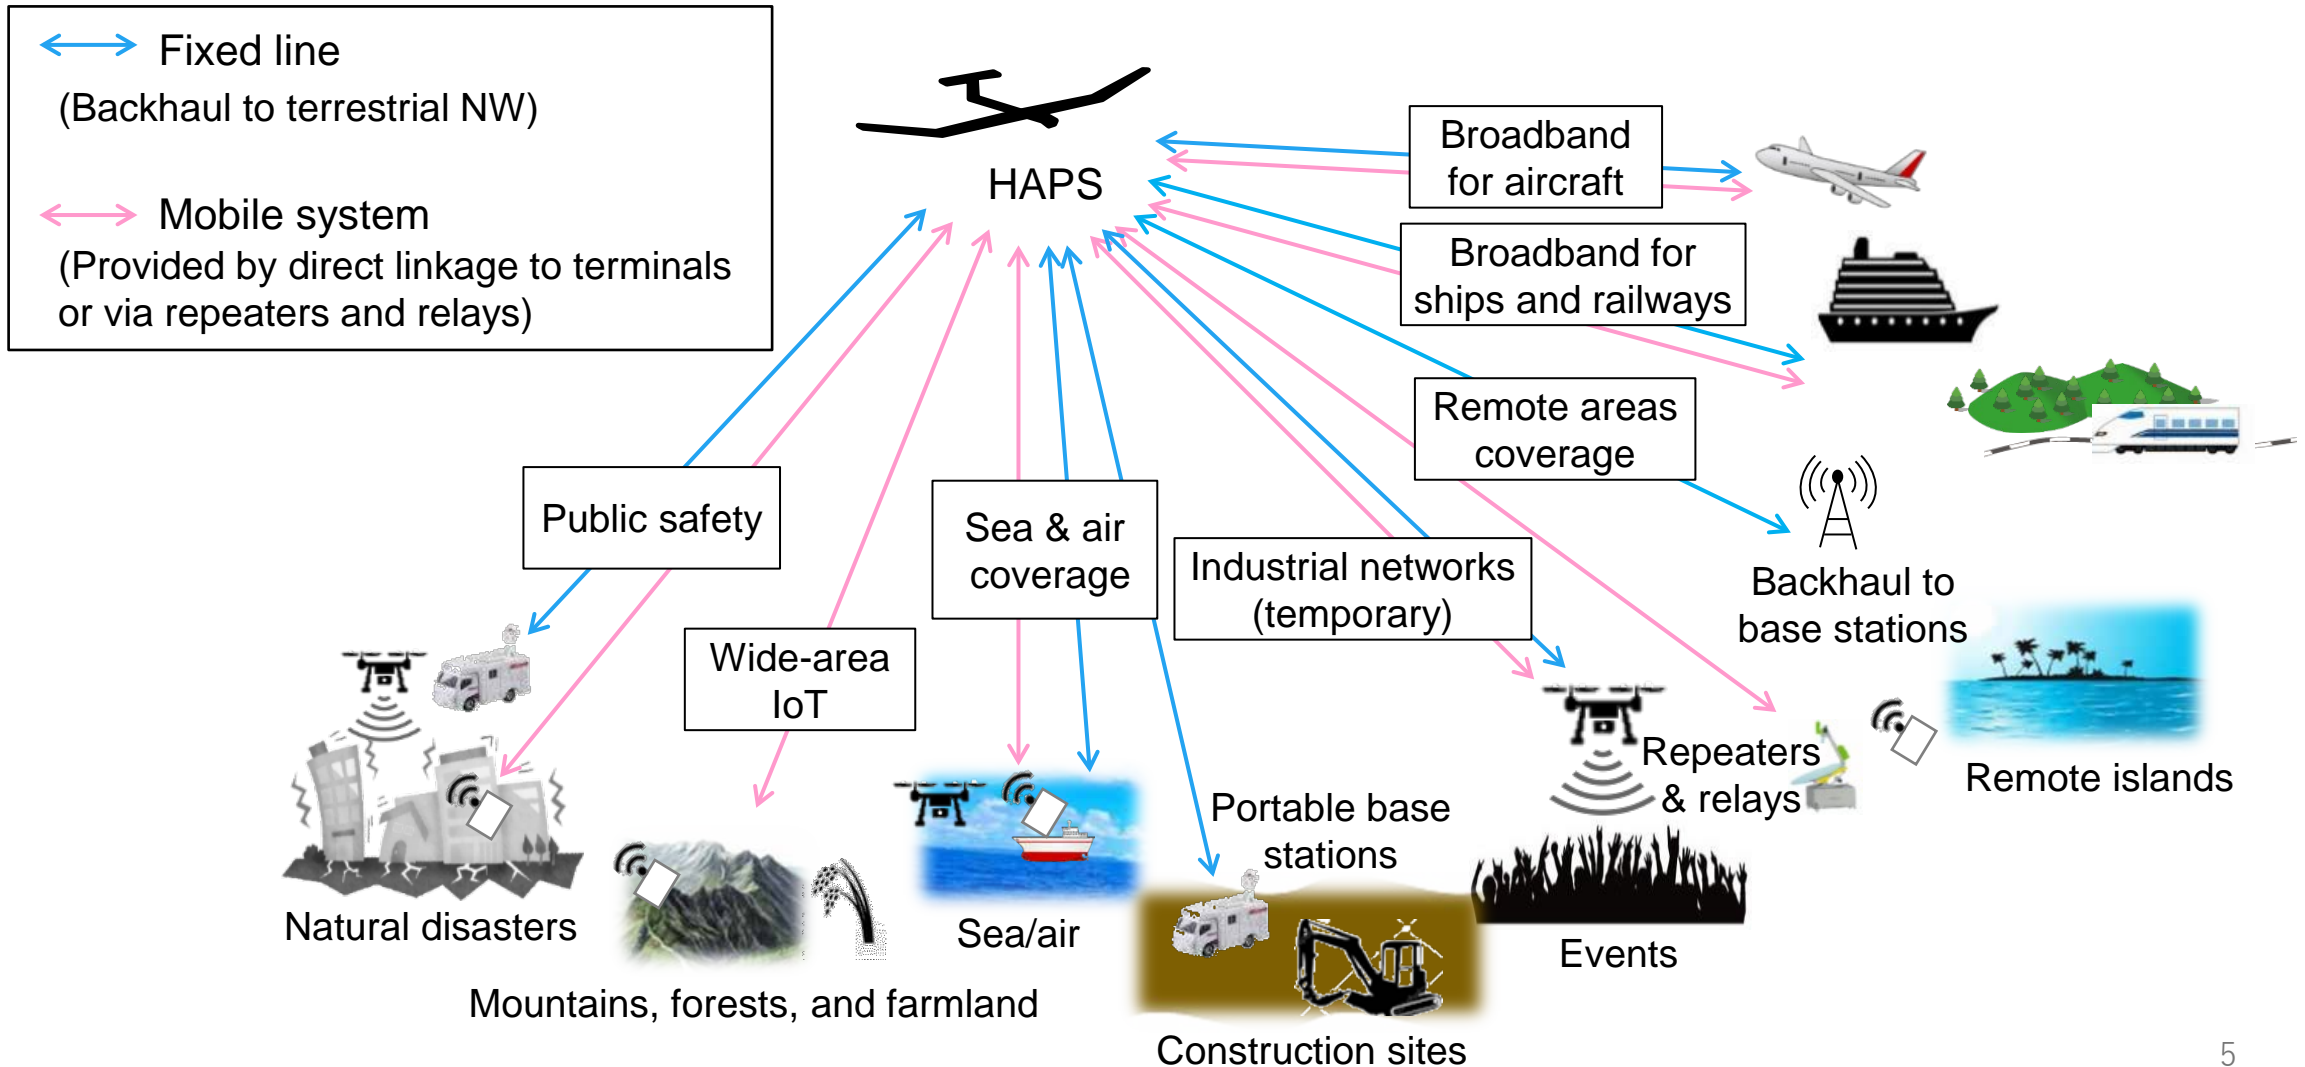 Fixed line
(Backhaul to terrestrial NW)
Mobile system
(Provided by direct linkage to terminals
or via repeaters and relays)
HAPS
Broadband
for aircraft
Broadband for
ships and railways
Remote areas
coverage
Public safety
Sea & air
coverage
Industrial networks
(temporary)
Wide-area
IoT
Backhaul to
base stations
Repeaters
& relays
Remote islands
Portable base
stations
Natural disasters
Sea/air
Events
Mountains, forests, and farmland
Construction sites
5